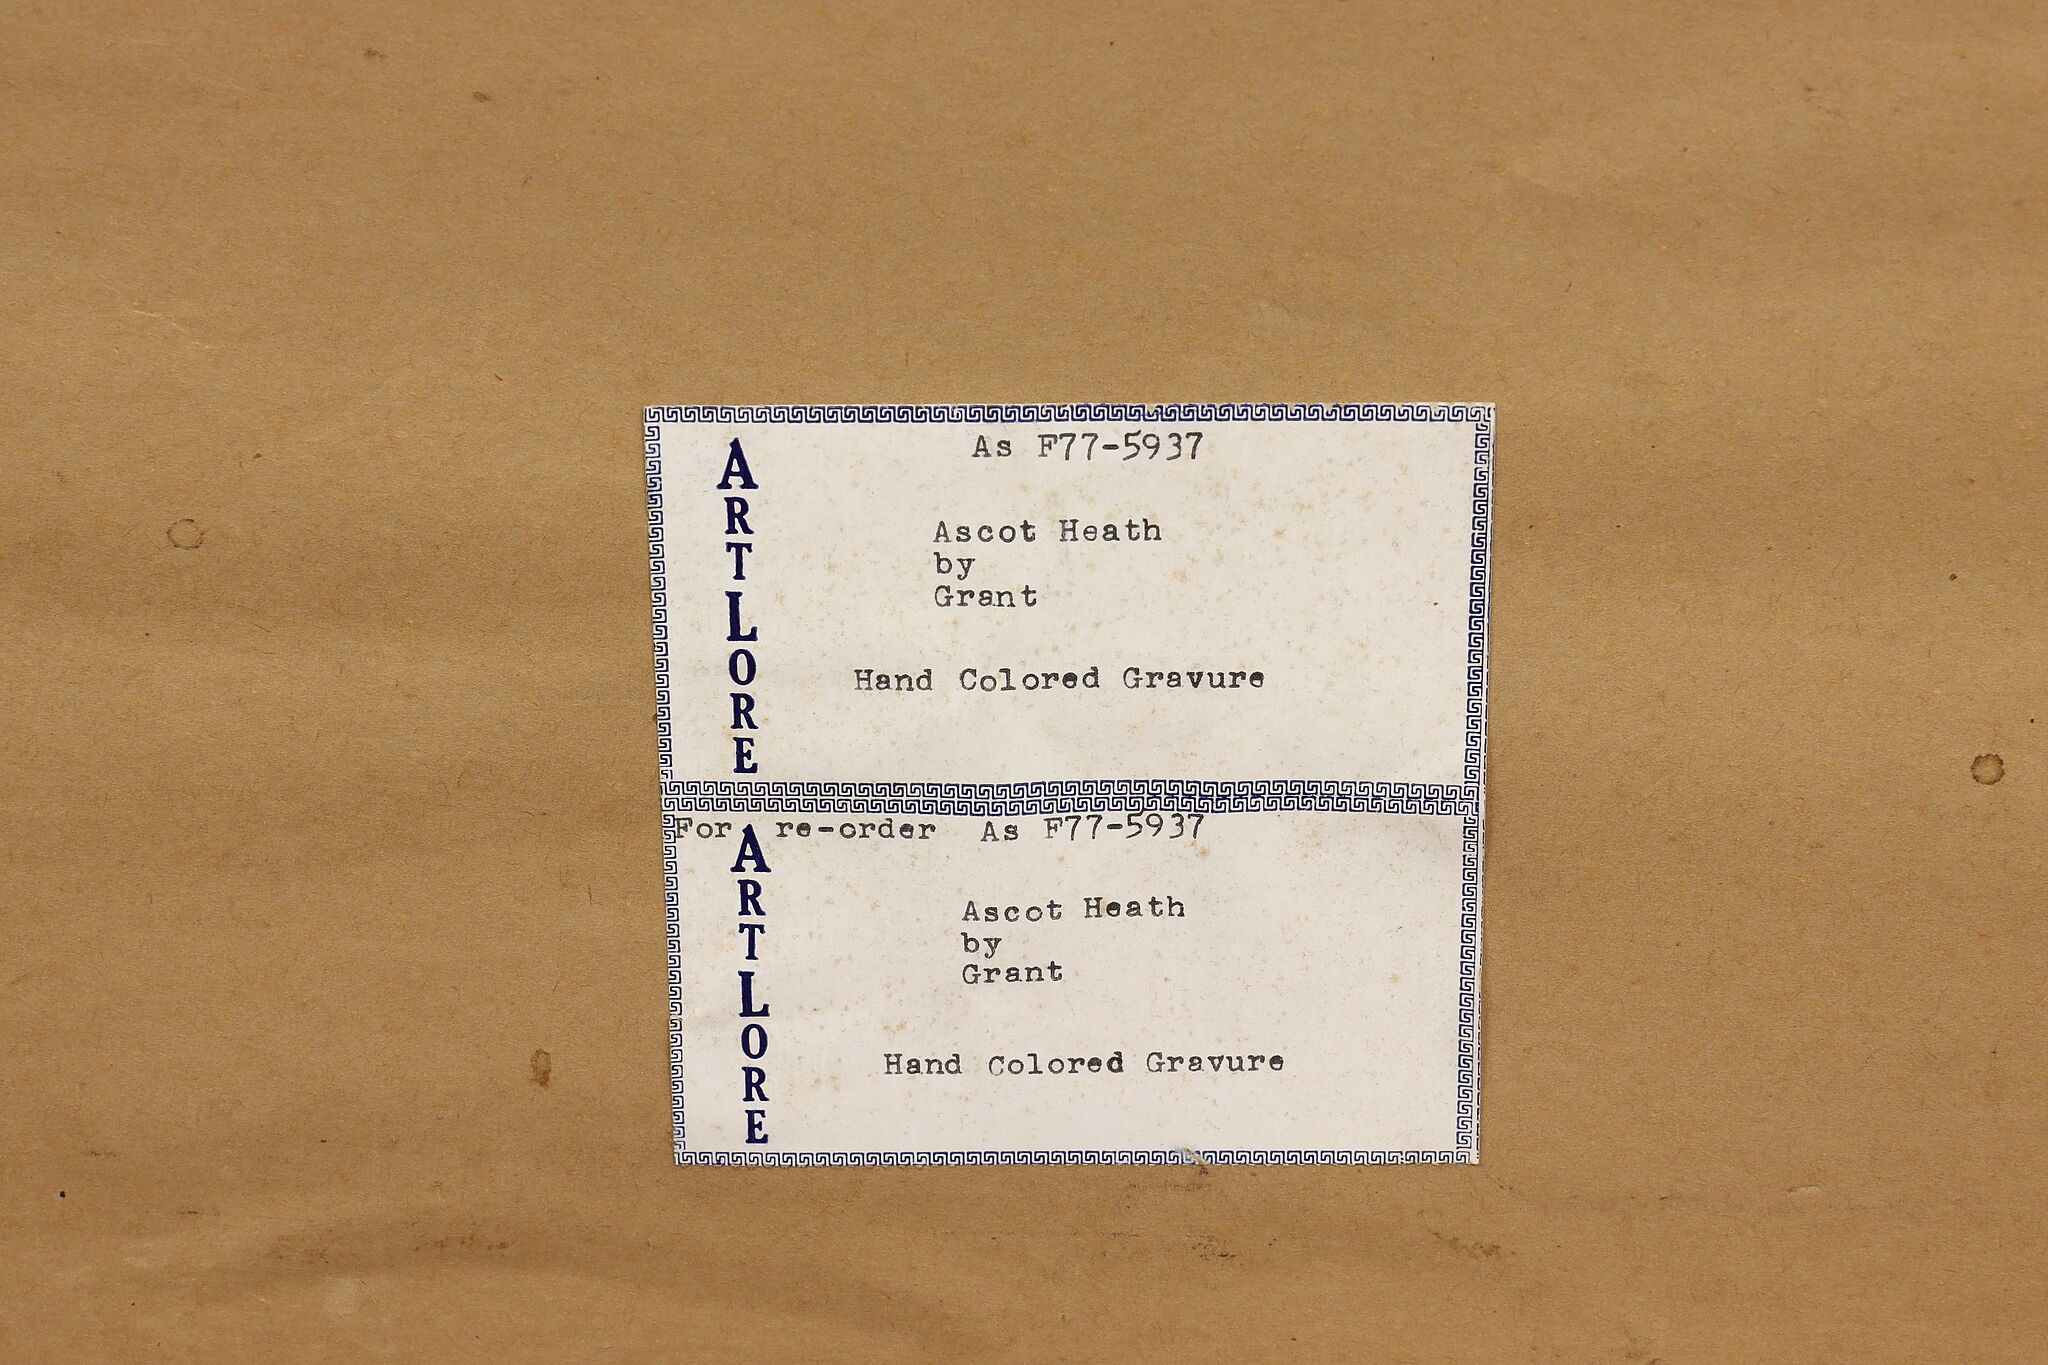 ARTLORE
As F77-5937
Ascot Heath
by
Grant
Hand Colored Gravure
For re-order As F77-5937
ARTLORE
Ascot Heath
by
Grant
Hand Colored Gravure